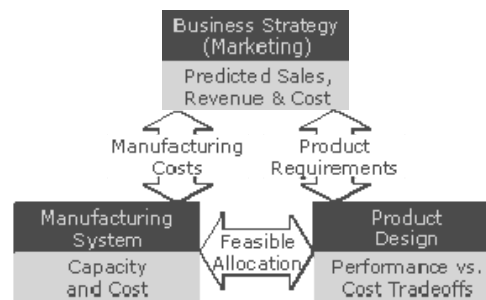 Business Strategy
(Marketing)
Predicted Sales,
Revenue & Cost
Manufacturing
Costs
Product
Requirements
Manufacturing
System
Capacity
and Cost
Feasible
Allocation
Product
Design
Performance vs.
Cost Tradeoffs